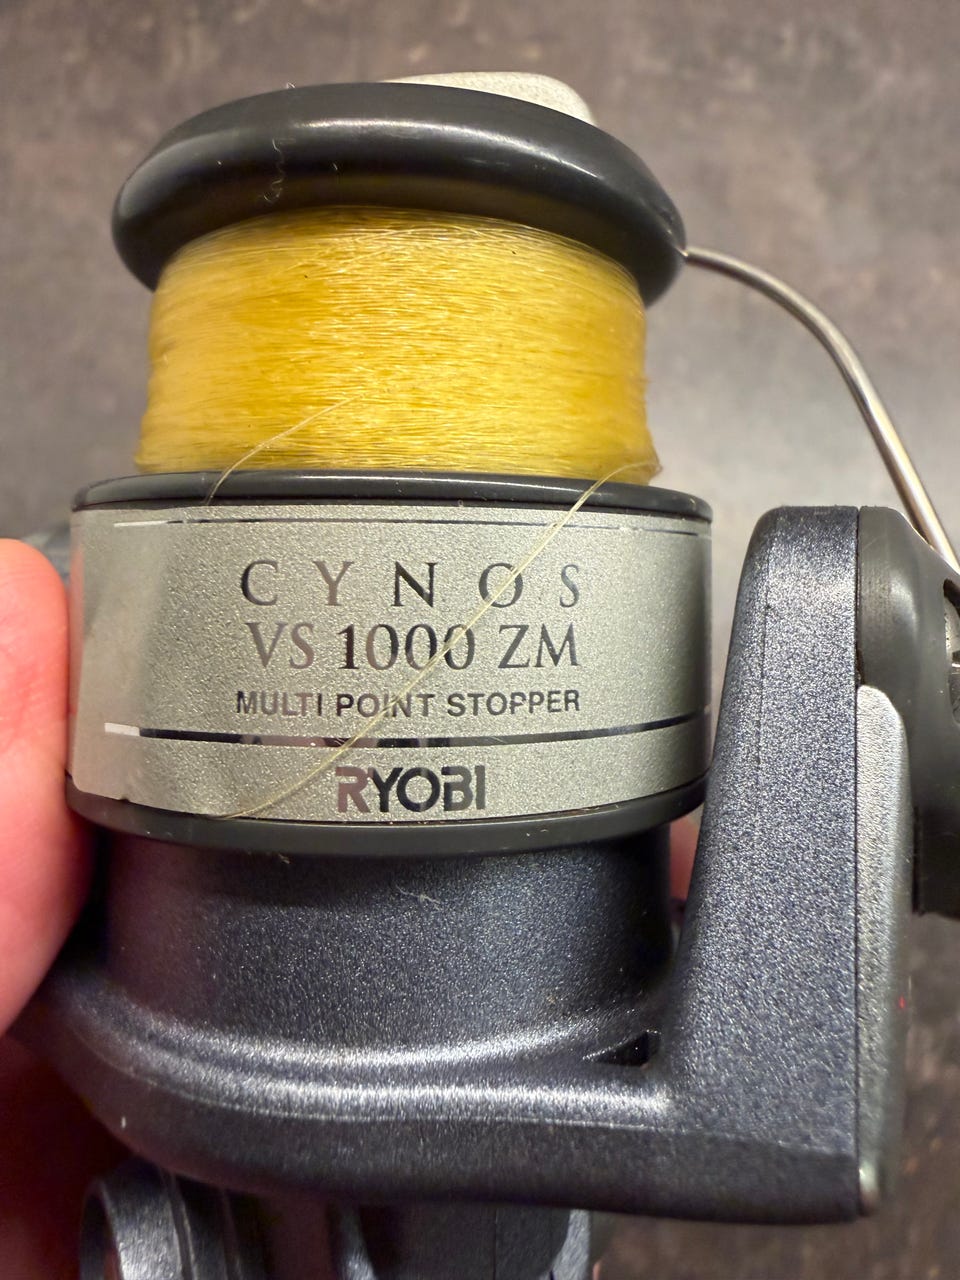 CYNOS
VS 1000 ZM
MULTI POINT STOPPER
RYOBI